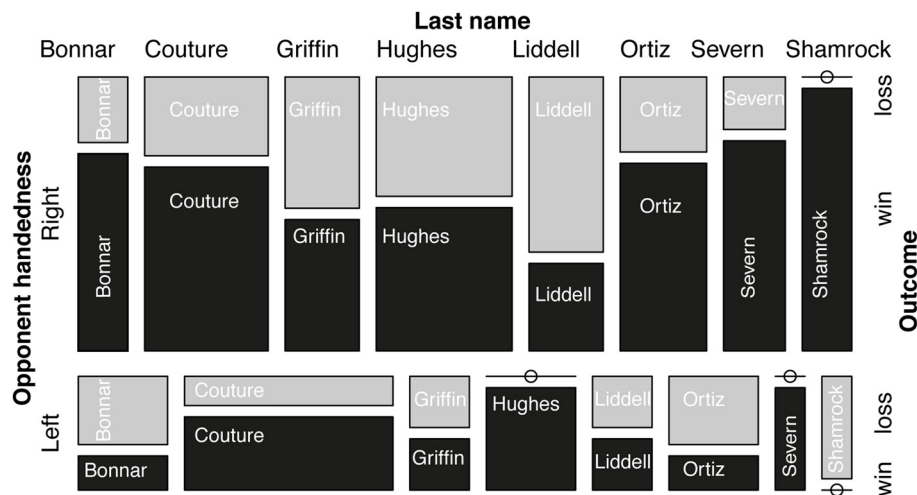 Last name
Bonnar Couture Griffin Hughes Liddell Ortiz Severn Shamrock
Opponent handedness
Right
Left
Bonnar Couture Griffin Hughes Liddell Ortiz Severn
loss
Bonnar Couture Griffin Hughes Liddell Ortiz Severn Shamrock
win
Outcome
Bonnar Couture Griffin Liddell Ortiz Shamrock
loss
Bonnar Couture Griffin Hughes Liddell Ortiz Severn
win